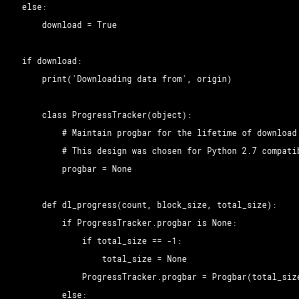 else:
download = True
if download:
print('Downloading data from', origin)
class ProgressTracker(object):
# Maintain progbar for the lifetime of download
# This design was chosen for Python 2.7
progbar = None
def dl_progress(count, block_size, total_size):
if ProgressTracker.progbar is None:
if total_size == -1:
total_size = None
ProgressTracker.progbar = Progbar(total_size
else: